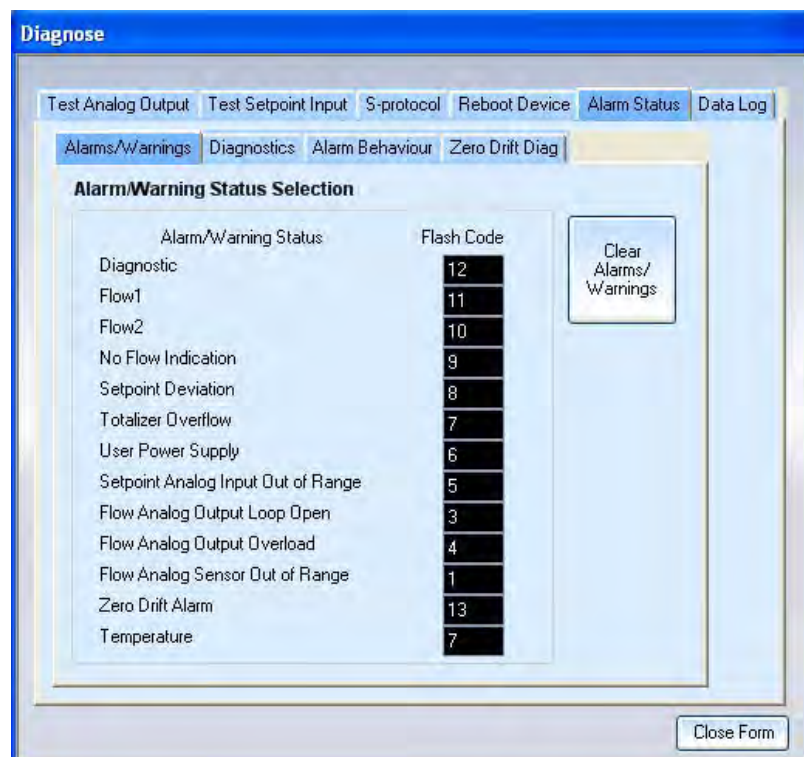 Diagnose
Test Analog Output Test Setpoint Input S-protocol Reboot Device Alarm Status Data Log
Alarms/Warnings Diagnostics Alarm Behaviour Zero Drift Diag
Alarm/Warning Status Selection
Alarm/Warning Status Flash Code
Diagnostic 12
Flow1 11
Flow2 10
No Flow Indication 9
Setpoint Deviation 8
Totalizer Overflow 7
User Power Supply 6
Setpoint Analog Input Out of Range 5
Flow Analog Output Loop Open 3
Flow Analog Output Overload 4
Flow Analog Sensor Out of Range 1
Zero Drift Alarm 13
Temperature 7
Clear
Alarms/
Warnings
Close Form